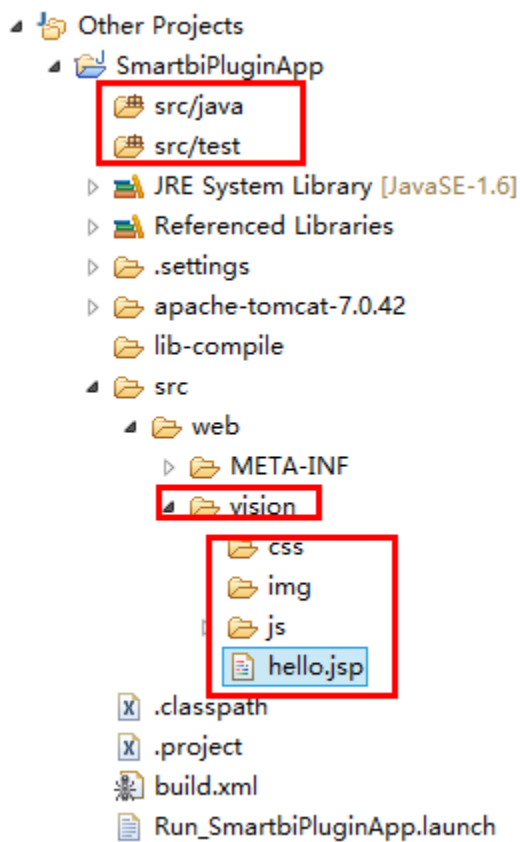 Other Projects
SmartbiPluginApp
src/java
src/test
JRE System Library [JavaSE-1.6]
Referenced Libraries
.settings
apache-tomcat-7.0.42
lib-compile
src
web
META-INF
vision
css
img
js
hello.jsp
.classpath
.project
build.xml
Run_SmartbiPluginApp.launch